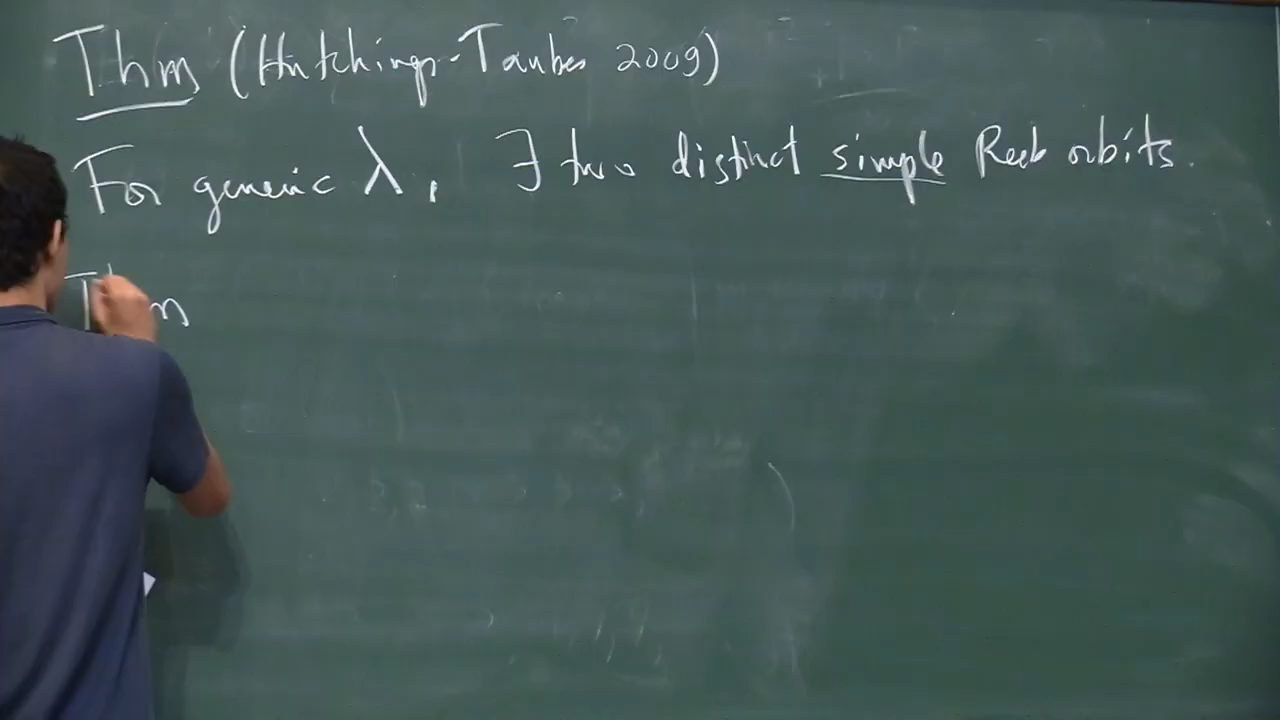 Thm (Hutchings-Taubes 2009)
For generic λ, ∃ two distinct simple Reeb orbits.
Thm